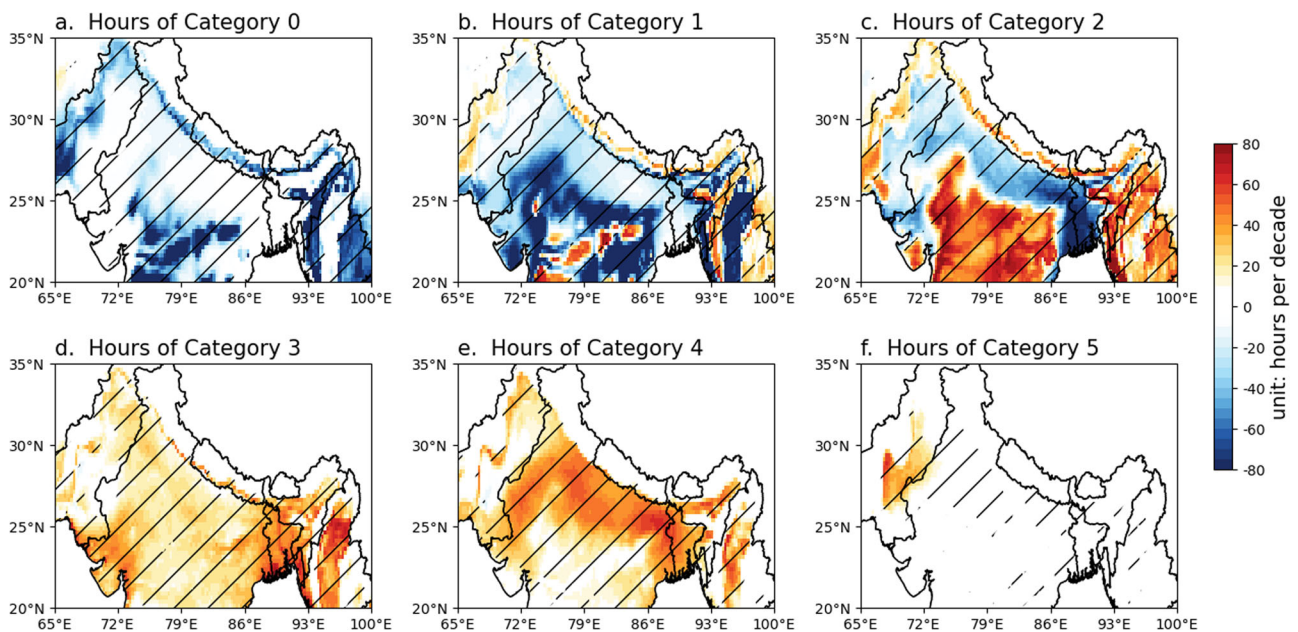 a. Hours of Category 0
b. Hours of Category 1
c. Hours of Category 2
35°N
35°N
35°N
30°N
30°N
30°N
25°N
25°N
25°N
20°N
20°N
20°N
65°E 72°E 79°E 86°E 93°E 100°E
65°E 72°E 79°E 86°E 93°E 100°E
65°E 72°E 79°E 86°E 93°E 100°E
d. Hours of Category 3
e. Hours of Category 4
f. Hours of Category 5
35°N
35°N
35°N
30°N
30°N
30°N
25°N
25°N
25°N
20°N
20°N
20°N
65°E 72°E 79°E 86°E 93°E 100°E
65°E 72°E 79°E 86°E 93°E 100°E
65°E 72°E 79°E 86°E 93°E 100°E
80
60
40
20
0
-20
-40
-60
-80
unit: hours per decade